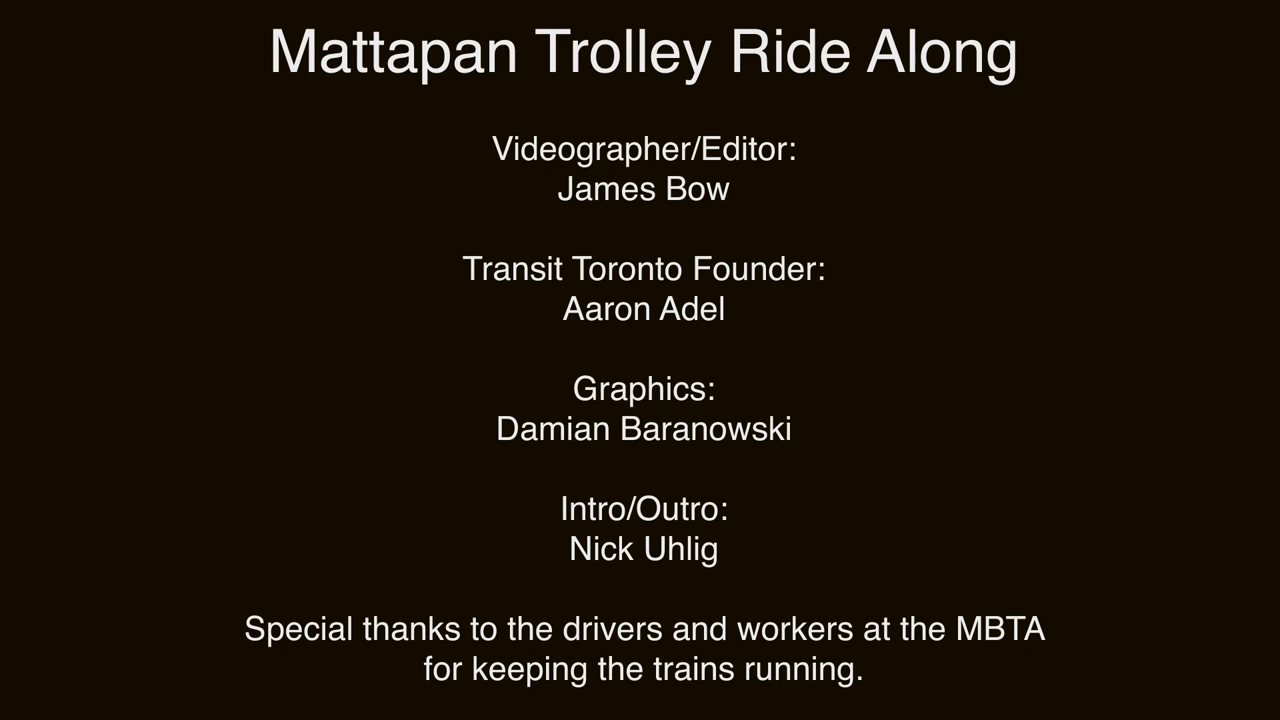 Mattapan Trolley Ride Along
Videographer/Editor:
James Bow
Transit Toronto Founder:
Aaron Adel
Graphics:
Damian Baranowski
Intro/Outro:
Nick Uhlig
Special thanks to the drivers and workers at the MBTA
for keeping the trains running.